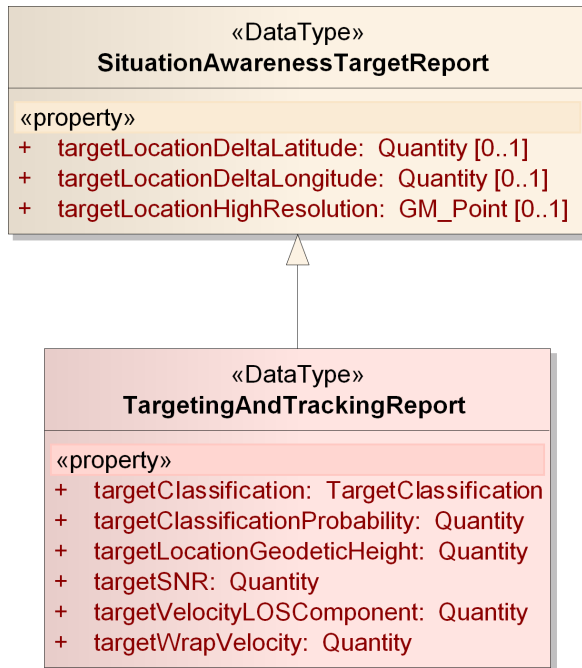 «DataType»
SituationAwarenessTargetReport
«property»
+ targetLocationDeltaLatitude: Quantity [0..1]
+ targetLocationDeltaLongitude: Quantity [0..1]
+ targetLocationHighResolution: GM_Point [0..1]
«DataType»
TargetingAndTrackingReport
«property»
+ targetClassification: TargetClassification
+ targetClassificationProbability: Quantity
+ targetLocationGeodeticHeight: Quantity
+ targetSNR: Quantity
+ targetVelocityLOSComponent: Quantity
+ targetWrapVelocity: Quantity